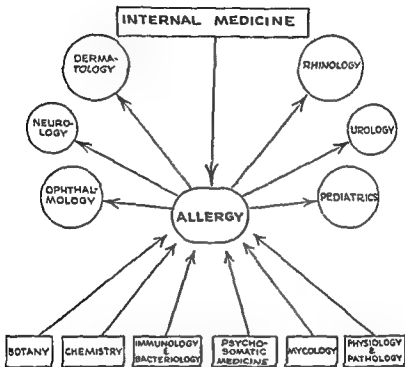 INTERNAL MEDICINE
DERMA-
TOLOGY
RHINOLOGY
NEURO-
LOGY
UROLOGY
OPHTHAL-
MOLOGY
PEDIATRICS
ALLERGY
BOTANY
CHEMISTRY
IMMUNOLOGY
&
BACTERIOLOGY
PSYCHO-
SOMATIC
MEDICINE
MYCOLOGY
PHYSIOLOGY
&
PATHOLOGY